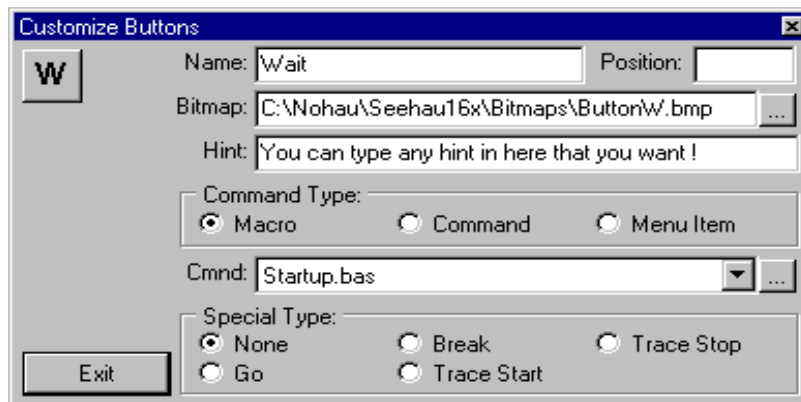 Customize Buttons
W
Name: Wait Position:
Bitmap: C:\Nohau\Seehau16x\Bitmaps\ButtonW.bmp ...
Hint: You can type any hint in here that you want !
Command Type:
Macro Command Menu Item
Cmnd: Startup.bas ...
Special Type:
None Break Trace Stop
Go Trace Start
Exit